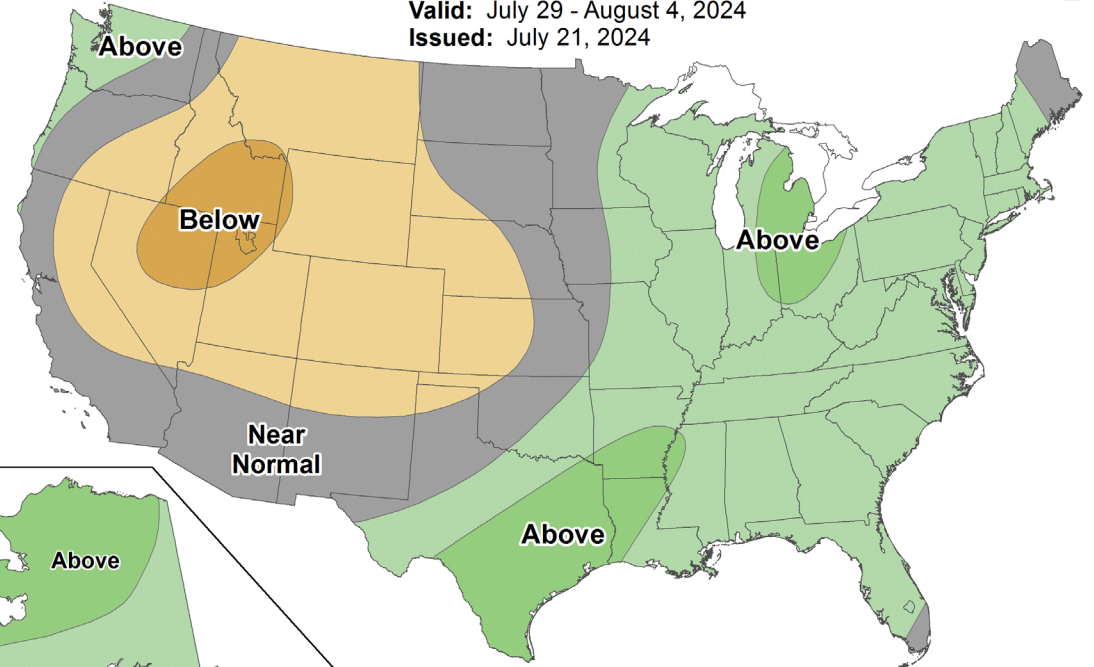 Valid: July 29 - August 4, 2024
Issued: July 21, 2024
Above
Below
Above
Near
Normal
Above
Above